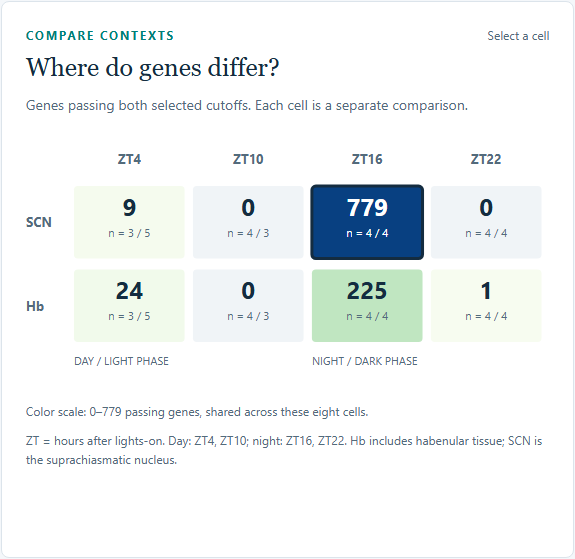 COMPARE CONTEXTS
Select a cell
Where do genes differ?
Genes passing both selected cutoffs. Each cell is a separate comparison.
ZT4 ZT10 ZT16 ZT22
SCN
9 0 779 0
n = 3 / 5 n = 4 / 3 n = 4 / 4 n = 4 / 4
Hb
24 0 225 1
n = 3 / 5 n = 4 / 3 n = 4 / 4 n = 4 / 4
DAY / LIGHT PHASE NIGHT / DARK PHASE
Color scale: 0–779 passing genes, shared across these eight cells.
ZT = hours after lights-on. Day: ZT4, ZT10; night: ZT16, ZT22. Hb includes habenular tissue; SCN is
the suprachiasmatic nucleus.